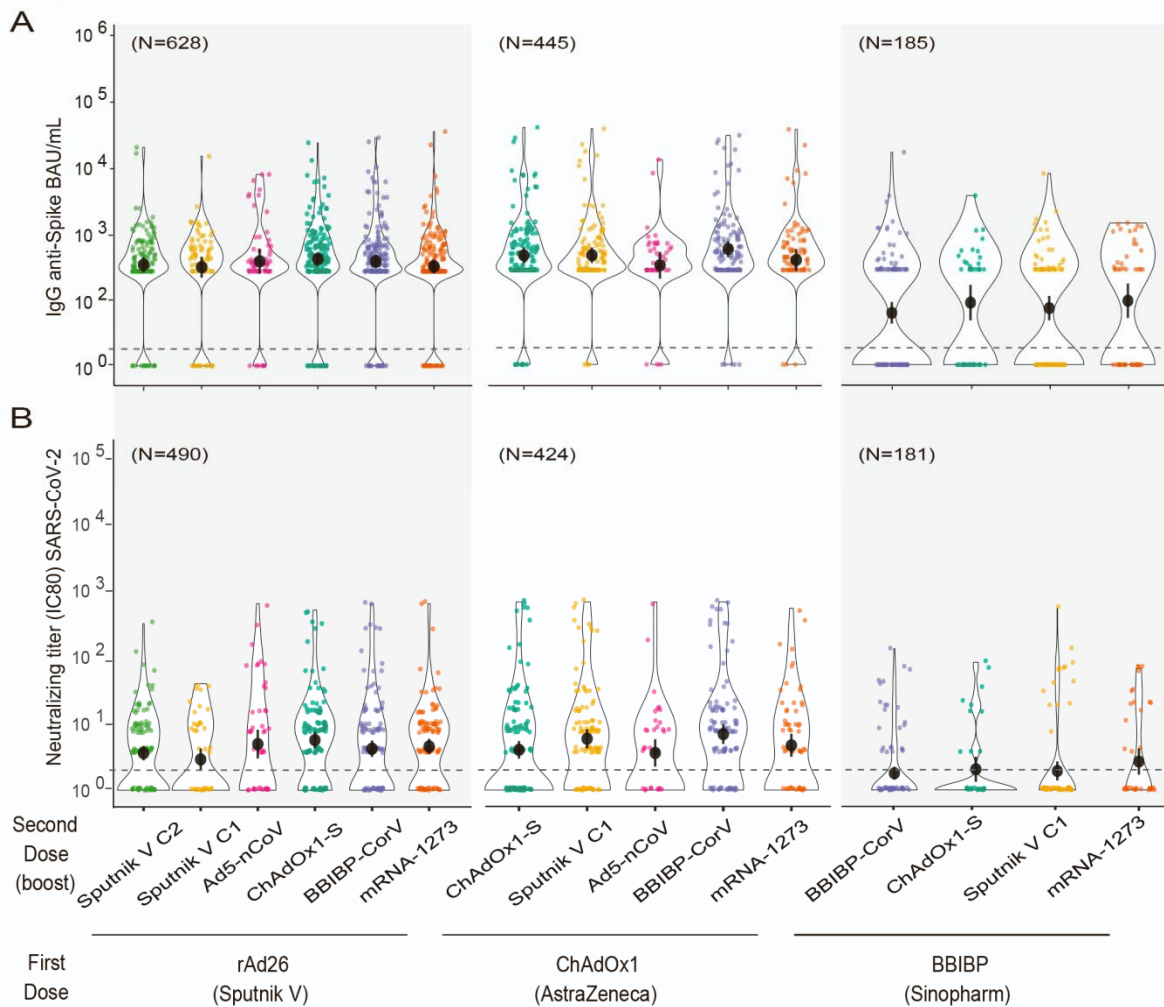 A
(N=628)
(N=445)
(N=185)
IgG anti-Spike BAU/mL
10^6
10^5
10^4
10^3
10^2
10^0
B
(N=490)
(N=424)
(N=181)
Neutralizing titer (IC80) SARS-CoV-2
10^5
10^4
10^3
10^2
10^1
10^0
Second
Dose
(boost)
Sputnik V C2
Sputnik V C1
Ad5-nCoV
ChAdOx1-S
BBIBP-CorV
mRNA-1273
ChAdOx1-S
Sputnik V C1
Ad5-nCoV
BBIBP-CorV
mRNA-1273
BBIBP-CorV
ChAdOx1-S
Sputnik V C1
mRNA-1273
First
Dose
rAd26
(Sputnik V)
ChAdOx1
(AstraZeneca)
BBIBP
(Sinopharm)